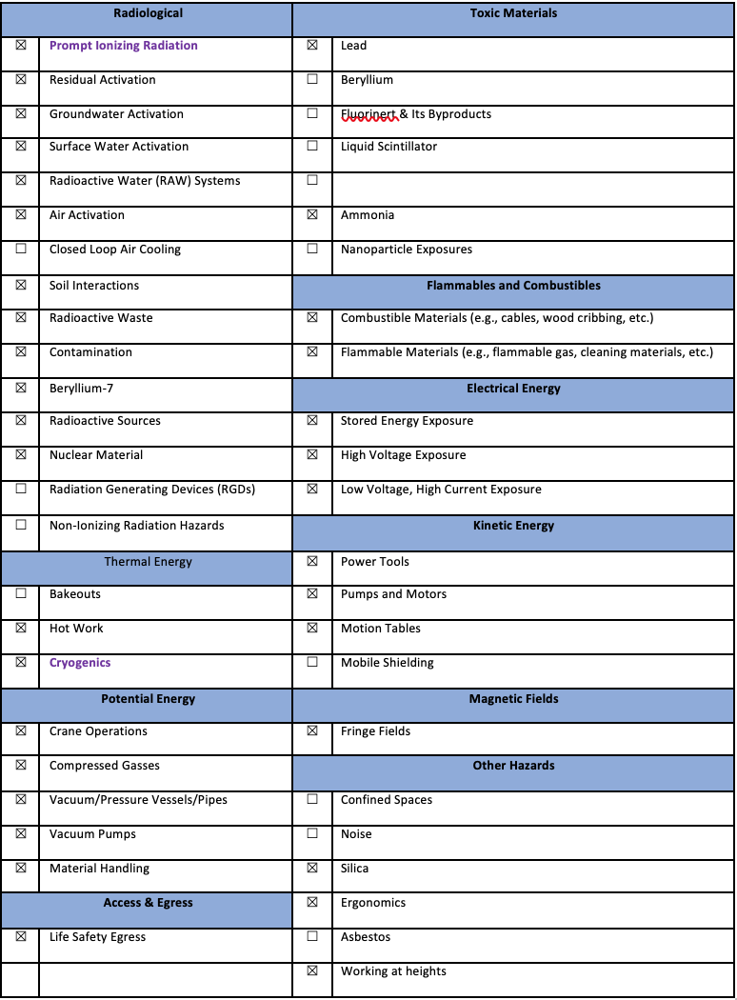 Radiological
☒ Prompt Ionizing Radiation
☒ Residual Activation
☒ Groundwater Activation
☒ Surface Water Activation
☒ Radioactive Water (RAW) Systems
☒ Air Activation
☐ Closed Loop Air Cooling
☒ Soil Interactions
☒ Radioactive Waste
☒ Contamination
☒ Beryllium-7
☒ Radioactive Sources
☒ Nuclear Material
☐ Radiation Generating Devices (RGDs)
☐ Non-Ionizing Radiation Hazards
Thermal Energy
☐ Bakeouts
☒ Hot Work
☒ Cryogenics
Potential Energy
☒ Crane Operations
☒ Compressed Gasses
☒ Vacuum/Pressure Vessels/Pipes
☒ Vacuum Pumps
☒ Material Handling
Access & Egress
☒ Life Safety Egress
Toxic Materials
☒ Lead
☐ Beryllium
☐ Fluorinert & Its Byproducts
☐ Liquid Scintillator
☐
☒ Ammonia
☐ Nanoparticle Exposures
Flammables and Combustibles
☒ Combustible Materials (e.g., cables, wood cribbing, etc.)
☒ Flammable Materials (e.g., flammable gas, cleaning materials, etc.)
Electrical Energy
☒ Stored Energy Exposure
☒ High Voltage Exposure
☒ Low Voltage, High Current Exposure
Kinetic Energy
☒ Power Tools
☒ Pumps and Motors
☒ Motion Tables
☐ Mobile Shielding
Magnetic Fields
☒ Fringe Fields
Other Hazards
☐ Confined Spaces
☐ Noise
☒ Silica
☒ Ergonomics
☐ Asbestos
☒ Working at heights